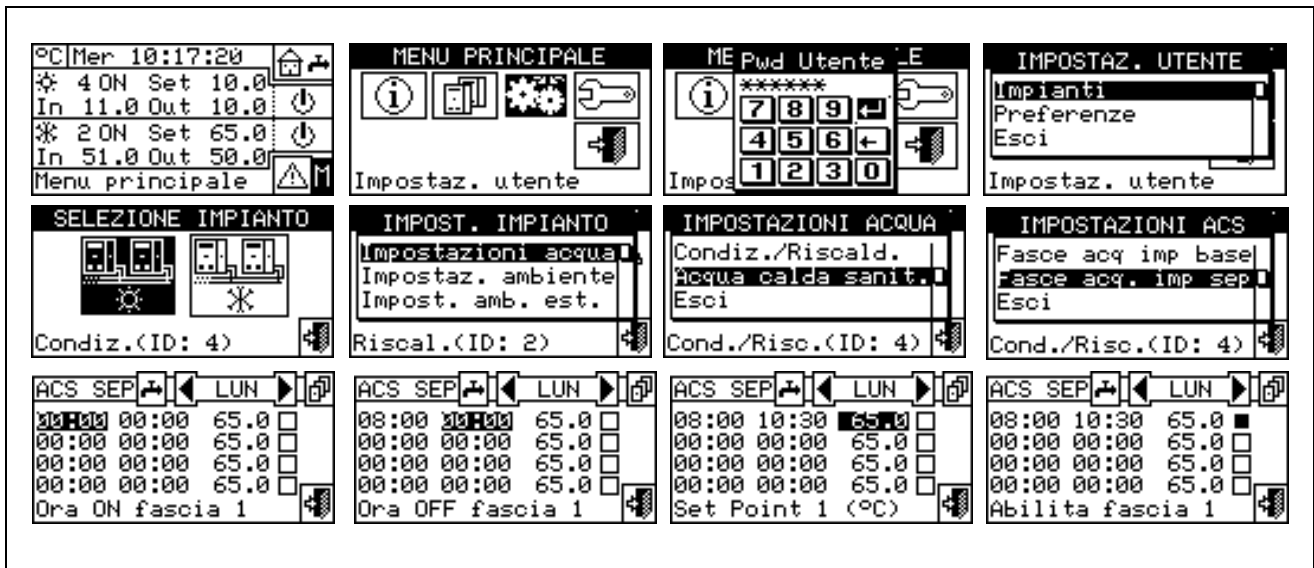 °C Mer 10:17:20
4 ON Set 10.0
In 11.0 Out 10.0
2 ON Set 65.0
In 51.0 Out 50.0
Menu principale M
MENU PRINCIPALE
Impostaz. utente
ME Pwd Utente LE
******
7 8 9
4 5 6 ←
1 2 3 0
Impos
IMPOSTAZ. UTENTE
Impianti
Preferenze
Esci
Impostaz. utente
SELEZIONE IMPIANTO
Condiz.(ID: 4)
IMPOST. IMPIANTO
Impostazioni acqua
Impostaz. ambiente
Impost. amb. est.
Riscal.(ID: 2)
IMPOSTAZIONI ACQUA
Condiz./Riscald.
Acqua calda sanit.
Esci
Cond./Risc.(ID: 4)
IMPOSTAZIONI ACS
Fasce acq imp base
Fasce acq. imp sep
Esci
Cond./Risc.(ID: 4)
ACS SEP LUN
00:00 00:00 65.0
00:00 00:00 65.0
00:00 00:00 65.0
00:00 00:00 65.0
Ora ON fascia 1
ACS SEP LUN
08:00 00:00 65.0
00:00 00:00 65.0
00:00 00:00 65.0
00:00 00:00 65.0
Ora OFF fascia 1
ACS SEP LUN
08:00 10:30 65.0
00:00 00:00 65.0
00:00 00:00 65.0
00:00 00:00 65.0
Set Point 1 (°C)
ACS SEP LUN
08:00 10:30 65.0
00:00 00:00 65.0
00:00 00:00 65.0
00:00 00:00 65.0
Abilita fascia 1